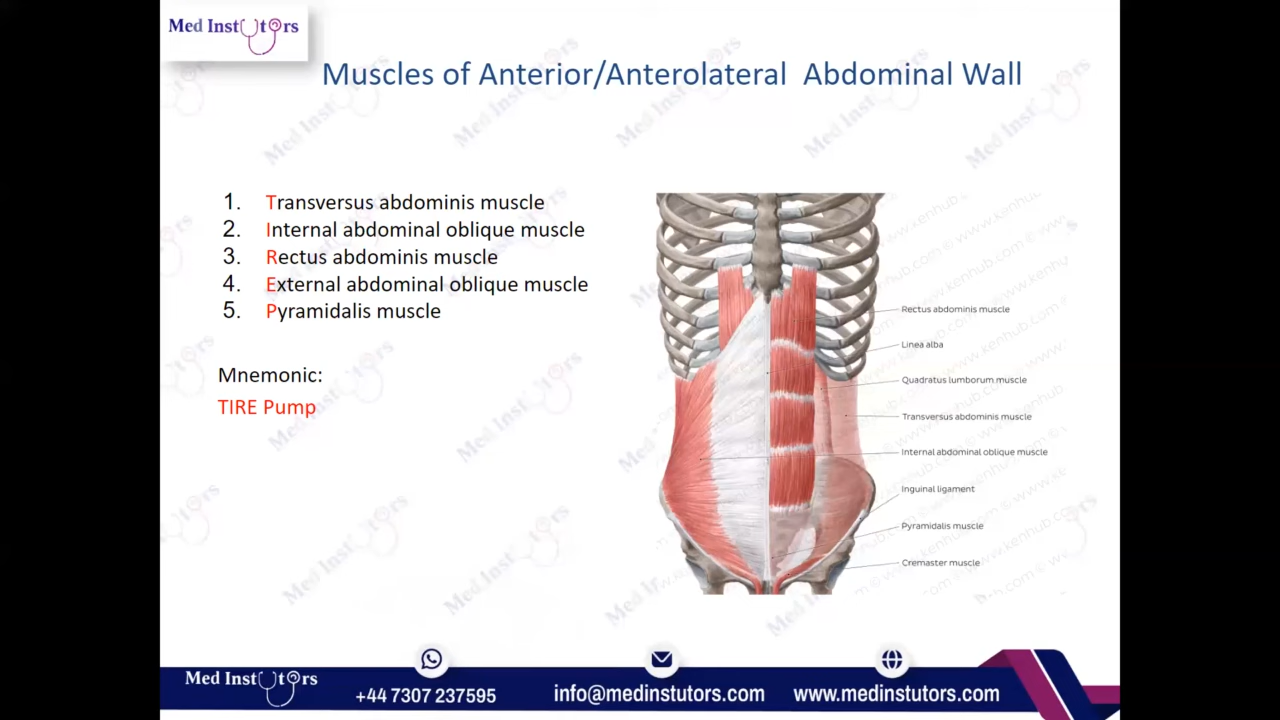 Med Instutors
Muscles of Anterior/Anterolateral Abdominal Wall
1. Transversus abdominis muscle
2. Internal abdominal oblique muscle
3. Rectus abdominis muscle
4. External abdominal oblique muscle
5. Pyramidalis muscle
Mnemonic:
TIRE Pump
Rectus abdominis muscle
Linea alba
Quadratus lumborum muscle
Transversus abdominis muscle
Internal abdominal oblique muscle
Inguinal ligament
Pyramidalis muscle
Cremaster muscle
Med Instutors
+44 7307 237595
info@medinstutors.com
www.medinstutors.com